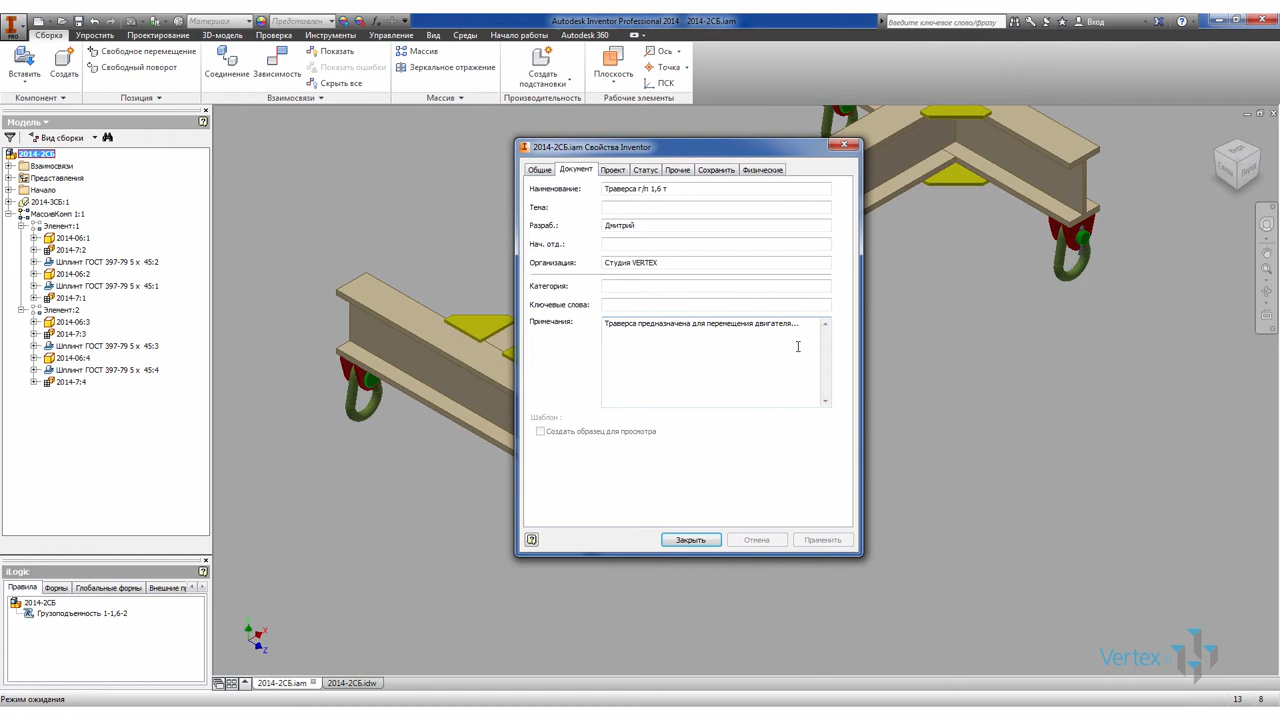 PRO
Материал
Представлен
Autodesk Inventor Professional 2014 - 2014-2СБ.iam
Введите ключевое слово/фразу
Вход
Сборка
Упростить
Проектирование
3D-модель
Проверка
Инструменты
Управление
Вид
Среды
Начало работы
Autodesk 360
Вставить
Создать
Свободное перемещение
Свободный поворот
Соединение
Зависимость
Показать
Показать ошибки
Скрыть все
Массив
Зеркальное отражение
Создать подстановки
Плоскость
Ось
Точка
ПСК
Компонент
Позиция
Взаимосвязи
Массив
Производительность
Рабочие элементы
Модель
Вид сборки
2014-2СБ
Взаимосвязи
Представления
Начало
2014-3СБ:1
МассивКомп 1:1
Элемент:1
2014-06:1
2014-7:2
Шплинт ГОСТ 397-79 5 x 45:2
2014-06:2
Шплинт ГОСТ 397-79 5 x 45:1
2014-7:1
Элемент:2
2014-06:3
2014-7:3
Шплинт ГОСТ 397-79 5 x 45:3
2014-06:4
Шплинт ГОСТ 397-79 5 x 45:4
2014-7:4
2014-2СБ.iam Свойства Inventor
Общие
Документ
Проект
Статус
Прочие
Сохранить
Физические
Наименование: Траверса г/п 1,6 т
Тема:
Разраб.: Дмитрий
Нач. отд.:
Организация: Студия VERTEX
Категория:
Ключевые слова:
Примечания: Траверса предназначена для перемещения двигателя...
Шаблон :
Создать образец для просмотра
Закрыть
Отмена
Применить
iLogic
Правила
Формы
Глобальные формы
Внешние пр
2014-2СБ
Грузоподъемность 1-1,6-2
X
Z
2014-2СБ.iam
2014-2СБ.idw
Vertex
Режим ожидания
13
8